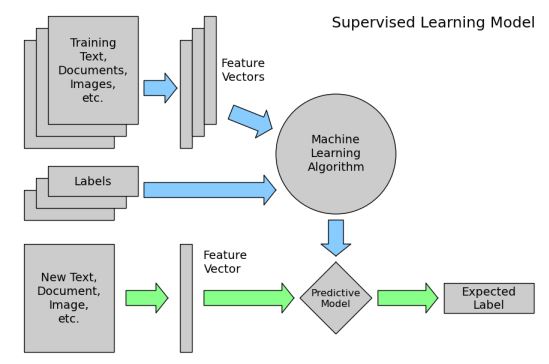 Supervised Learning Model
Training
Text,
Documents,
Images,
etc.
Feature
Vectors
Machine
Learning
Algorithm
Labels
New Text,
Document,
Image,
etc.
Feature
Vector
Predictive
Model
Expected
Label